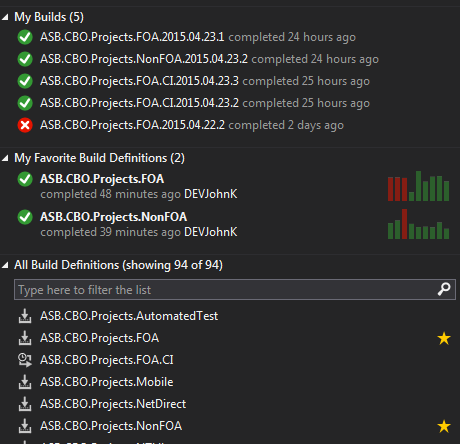 My Builds (5)
ASB.CBO.Projects.FOA.2015.04.23.1 completed 24 hours ago
ASB.CBO.Projects.NonFOA.2015.04.23.2 completed 24 hours ago
ASB.CBO.Projects.FOA.CI.2015.04.23.3 completed 25 hours ago
ASB.CBO.Projects.FOA.CI.2015.04.23.2 completed 25 hours ago
ASB.CBO.Projects.FOA.2015.04.22.2 completed 2 days ago
My Favorite Build Definitions (2)
ASB.CBO.Projects.FOA
completed 48 minutes ago DEVJohnK
ASB.CBO.Projects.NonFOA
completed 39 minutes ago DEVJohnK
All Build Definitions (showing 94 of 94)
Type here to filter the list
ASB.CBO.Projects.AutomatedTest
ASB.CBO.Projects.FOA
ASB.CBO.Projects.FOA.CI
ASB.CBO.Projects.Mobile
ASB.CBO.Projects.NetDirect
ASB.CBO.Projects.NonFOA